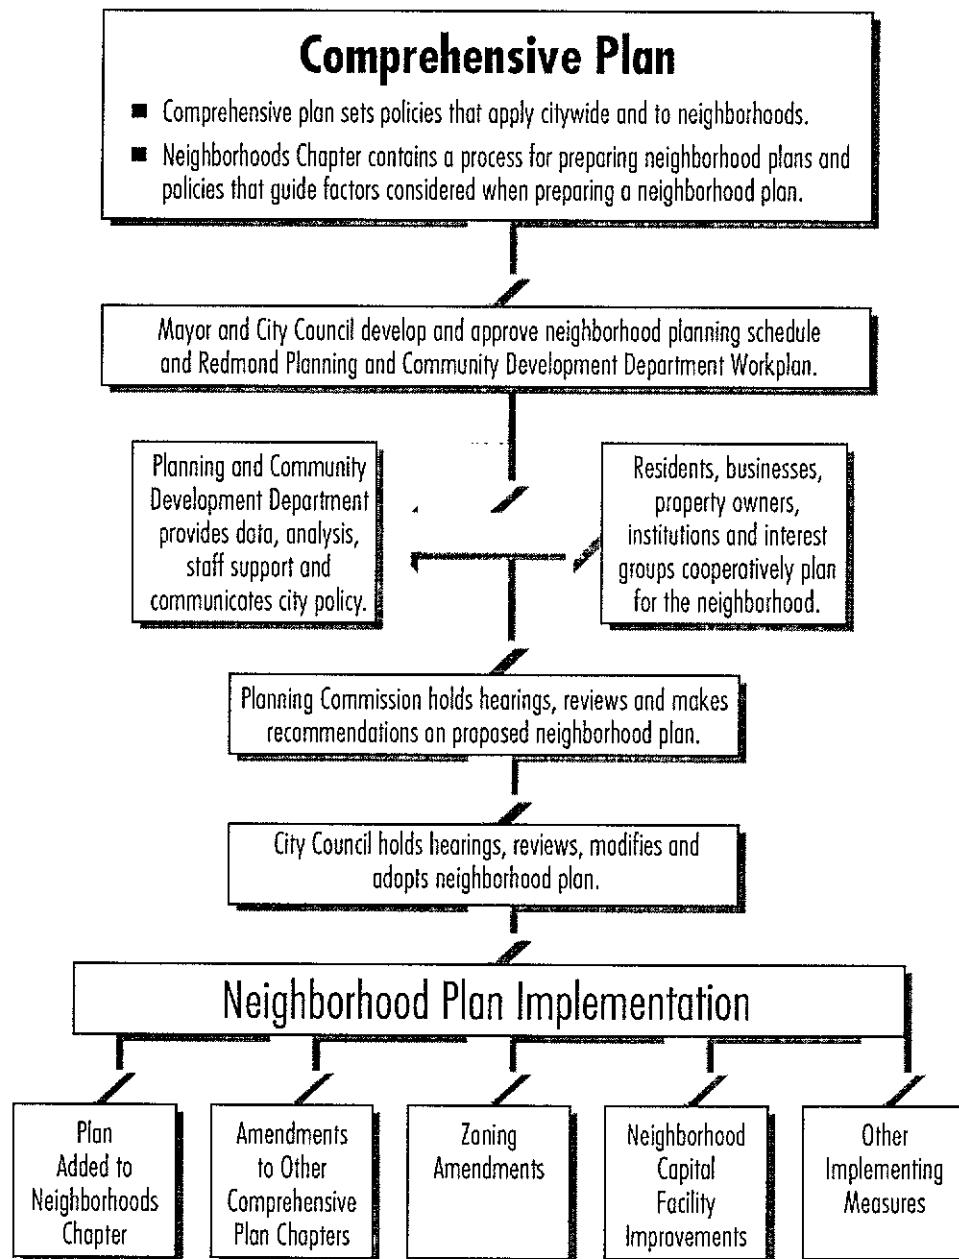 Comprehensive Plan
■ Comprehensive plan sets policies that apply citywide and to neighborhoods.
■ Neighborhoods Chapter contains a process for preparing neighborhood plans and
policies that guide factors considered when preparing a neighborhood plan.
Mayor and City Council develop and approve neighborhood planning schedule
and Redmond Planning and Community Development Department Workplan.
Planning and Community
Development Department
provides data, analysis,
staff support and
communicates city policy.
Residents, businesses,
property owners,
institutions and interest
groups cooperatively plan
for the neighborhood.
Planning Commission holds hearings, reviews and makes
recommendations on proposed neighborhood plan.
City Council holds hearings, reviews, modifies and
adopts neighborhood plan.
Neighborhood Plan Implementation
Plan
Added to
Neighborhoods
Chapter
Amendments
to Other
Comprehensive
Plan Chapters
Zoning
Amendments
Neighborhood
Capital
Facility
Improvements
Other
Implementing
Measures